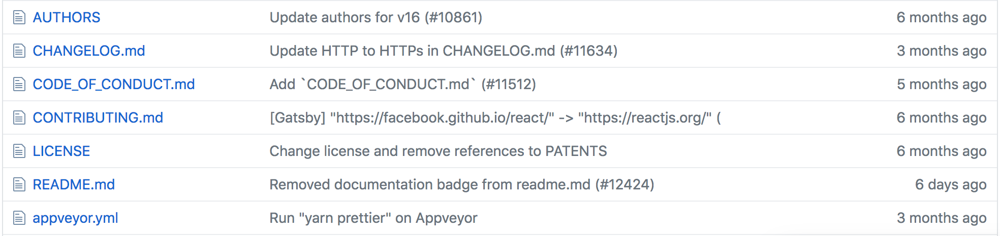 AUTHORS Update authors for v16 (#10861) 6 months ago
CHANGELOG.md Update HTTP to HTTPs in CHANGELOG.md (#11634) 3 months ago
CODE_OF_CONDUCT.md Add `CODE_OF_CONDUCT.md` (#11512) 5 months ago
CONTRIBUTING.md [Gatsby] "https://facebook.github.io/react/" -> "https://reactjs.org/" ( 6 months ago
LICENSE Change license and remove references to PATENTS 6 months ago
README.md Removed documentation badge from readme.md (#12424) 6 days ago
appveyor.yml Run "yarn prettier" on Appveyor 3 months ago